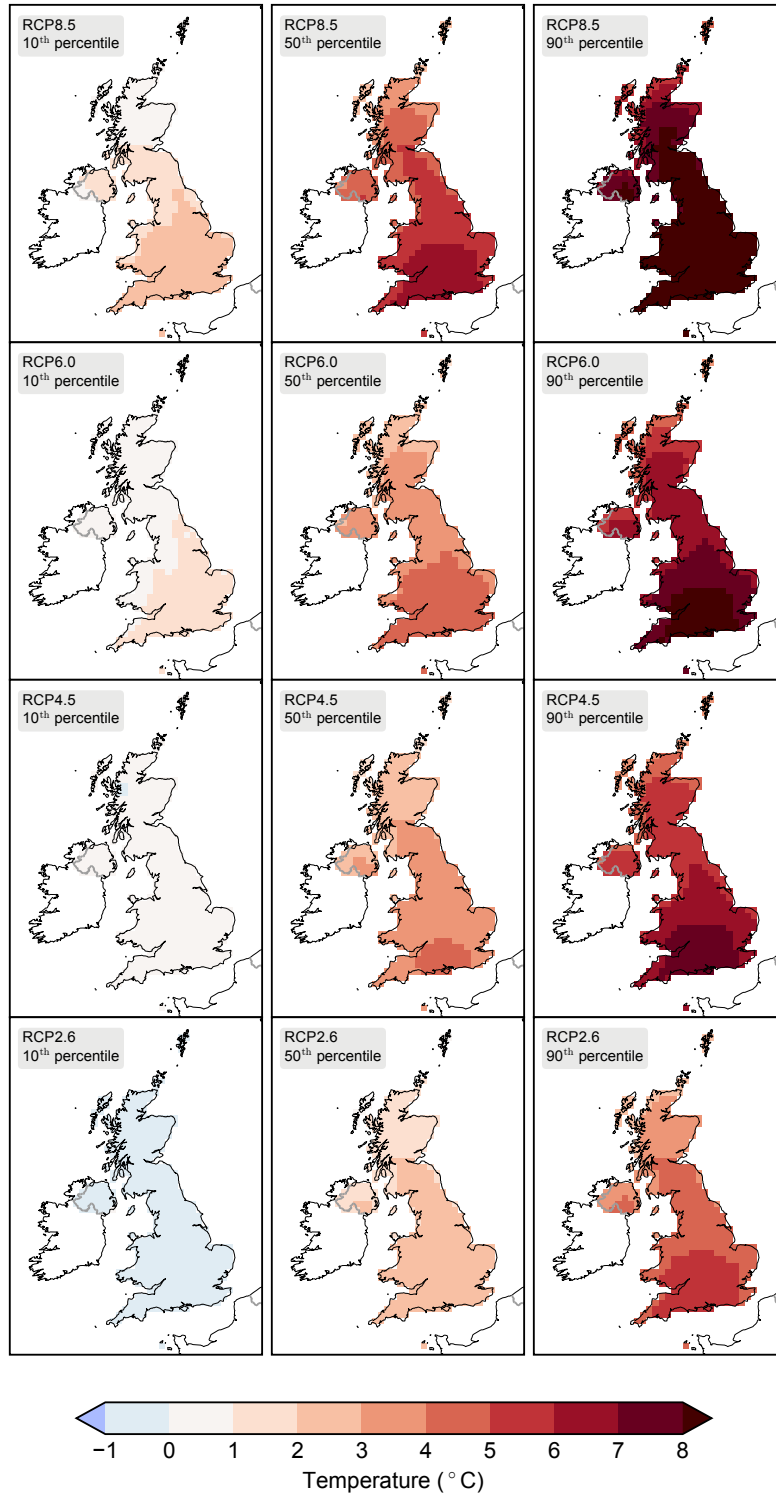 RCP8.5
10th percentile
RCP8.5
50th percentile
RCP8.5
90th percentile
RCP6.0
10th percentile
RCP6.0
50th percentile
RCP6.0
90th percentile
RCP4.5
10th percentile
RCP4.5
50th percentile
RCP4.5
90th percentile
RCP2.6
10th percentile
RCP2.6
50th percentile
RCP2.6
90th percentile
−1 0 1 2 3 4 5 6 7 8
Temperature (°C)